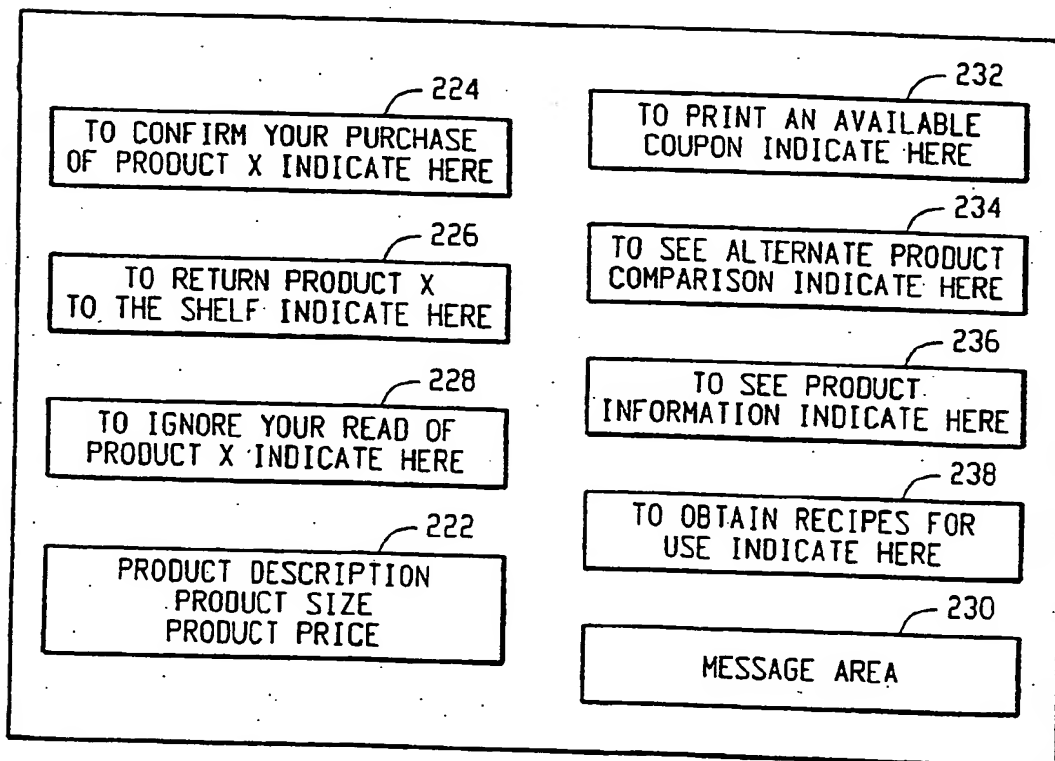 224
TO CONFIRM YOUR PURCHASE
OF PRODUCT X INDICATE HERE
226
TO RETURN PRODUCT X
TO THE SHELF INDICATE HERE
228
TO IGNORE YOUR READ OF
PRODUCT X INDICATE HERE
222
PRODUCT DESCRIPTION
PRODUCT SIZE
PRODUCT PRICE
232
TO PRINT AN AVAILABLE
COUPON INDICATE HERE
234
TO SEE ALTERNATE PRODUCT
COMPARISON INDICATE HERE
236
TO SEE PRODUCT
INFORMATION INDICATE HERE
238
TO OBTAIN RECIPES FOR
USE INDICATE HERE
230
MESSAGE AREA